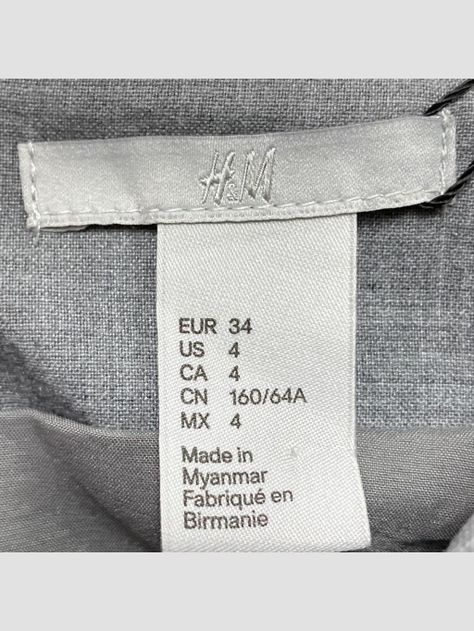 H&M
EUR 34
US 4
CA 4
CN 160/64A
MX 4
Made in
Myanmar
Fabriqué en
Birmanie